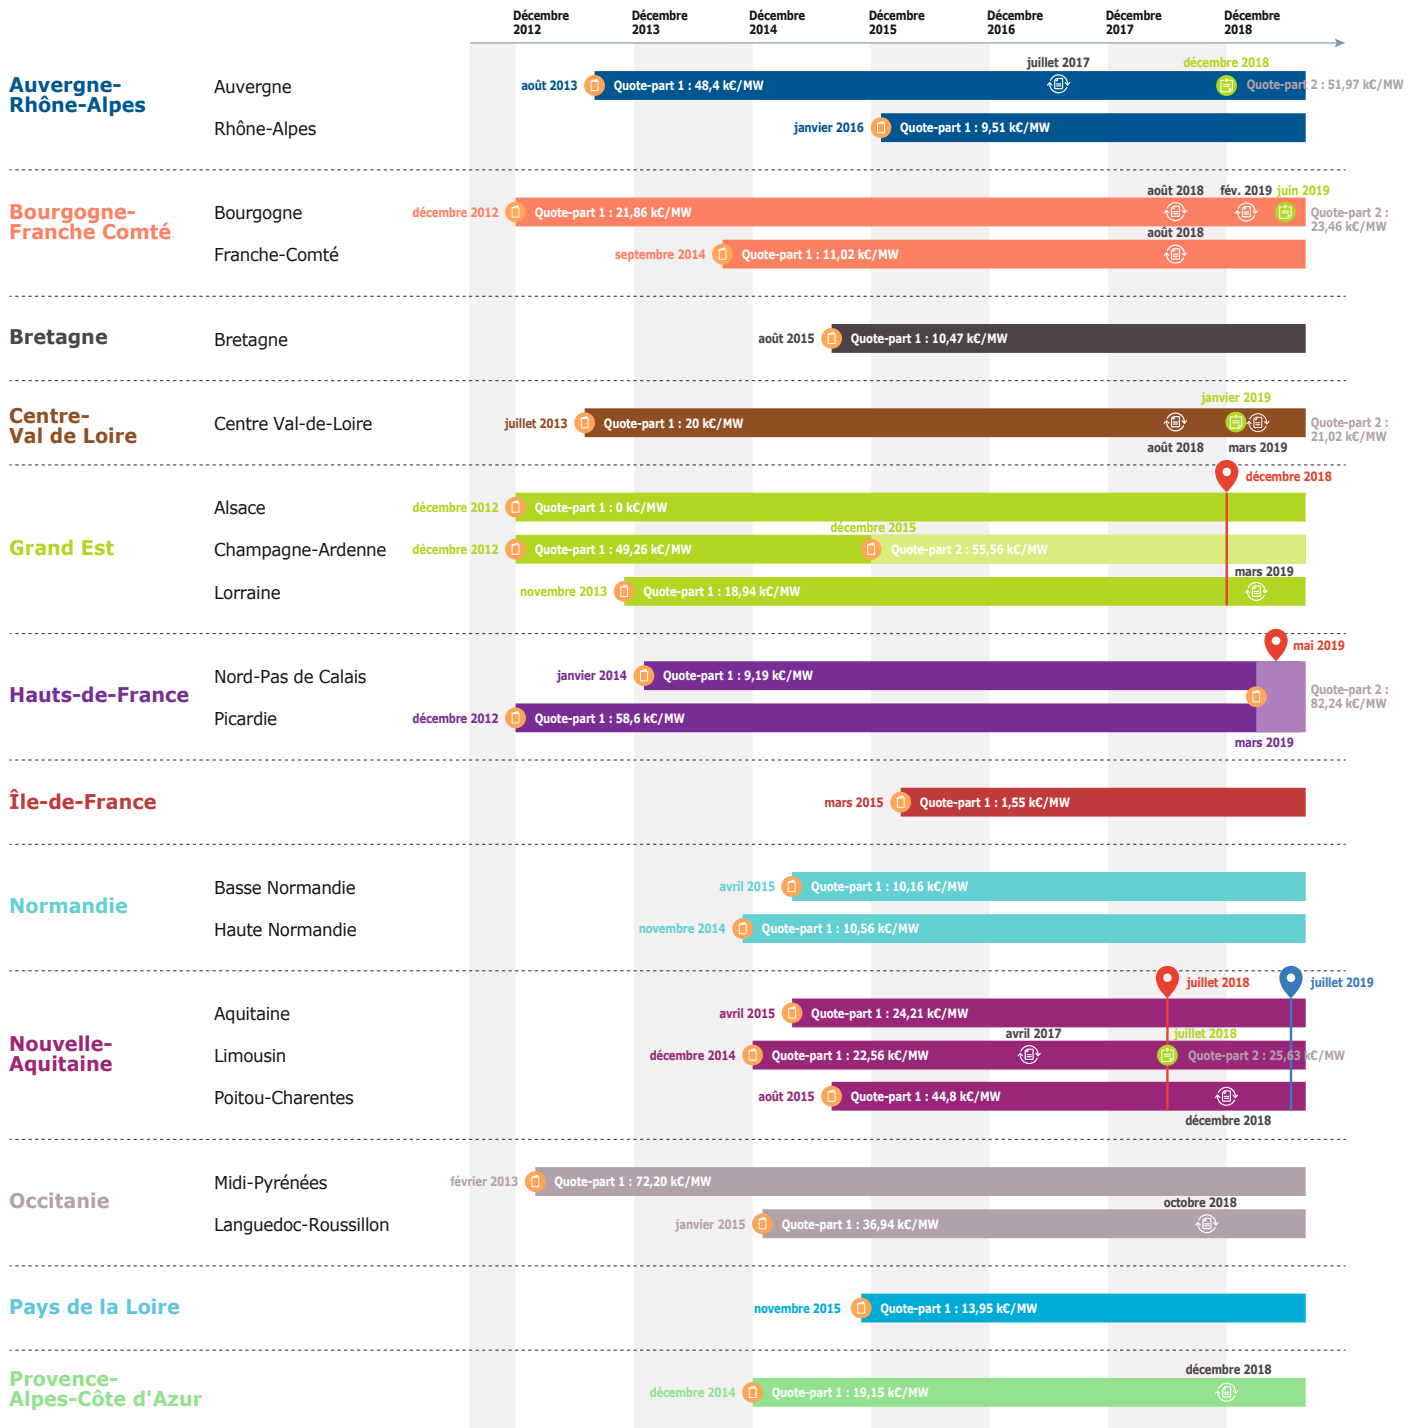 Décembre
2012
Décembre
2013
Décembre
2014
Décembre
2015
Décembre
2016
Décembre
2017
Décembre
2018
Auvergne-
Rhône-Alpes
juillet 2017
décembre 2018
Auvergne
août 2013
Quote-part 1 : 48,4 k€/MW
Quote-part 2 : 51,97 k€/MW
Rhône-Alpes
janvier 2016
Quote-part 1 : 9,51 k€/MW
Bourgogne-
Franche Comté
août 2018
fév. 2019
juin 2019
Bourgogne
décembre 2012
Quote-part 1 : 21,86 k€/MW
Quote-part 2 :
23,46 k€/MW
août 2018
Franche-Comté
septembre 2014
Quote-part 1 : 11,02 k€/MW
Bretagne
Bretagne
août 2015
Quote-part 1 : 10,47 k€/MW
Centre-
Val de Loire
janvier 2019
Centre Val-de-Loire
juillet 2013
Quote-part 1 : 20 k€/MW
Quote-part 2 :
21,02 k€/MW
août 2018
mars 2019
décembre 2018
Grand Est
Alsace
décembre 2012
Quote-part 1 : 0 k€/MW
décembre 2015
Champagne-Ardenne
décembre 2012
Quote-part 1 : 49,26 k€/MW
Quote-part 2 : 55,56 k€/MW
mars 2019
Lorraine
novembre 2013
Quote-part 1 : 18,94 k€/MW
mai 2019
Hauts-de-France
Nord-Pas de Calais
janvier 2014
Quote-part 1 : 9,19 k€/MW
Quote-part 2 :
82,24 k€/MW
Picardie
décembre 2012
Quote-part 1 : 58,6 k€/MW
mars 2019
Île-de-France
mars 2015
Quote-part 1 : 1,55 k€/MW
Normandie
Basse Normandie
avril 2015
Quote-part 1 : 10,16 k€/MW
Haute Normandie
novembre 2014
Quote-part 1 : 10,56 k€/MW
juillet 2018
juillet 2019
Nouvelle-
Aquitaine
Aquitaine
avril 2015
Quote-part 1 : 24,21 k€/MW
avril 2017
juillet 2018
Limousin
décembre 2014
Quote-part 1 : 22,56 k€/MW
Quote-part 2 : 25,63 k€/MW
Poitou-Charentes
août 2015
Quote-part 1 : 44,8 k€/MW
décembre 2018
Occitanie
Midi-Pyrénées
février 2013
Quote-part 1 : 72,20 k€/MW
octobre 2018
Languedoc-Roussillon
janvier 2015
Quote-part 1 : 36,94 k€/MW
Pays de la Loire
novembre 2015
Quote-part 1 : 13,95 k€/MW
Provence-
Alpes-Côte d'Azur
décembre 2018
décembre 2014
Quote-part 1 : 19,15 k€/MW